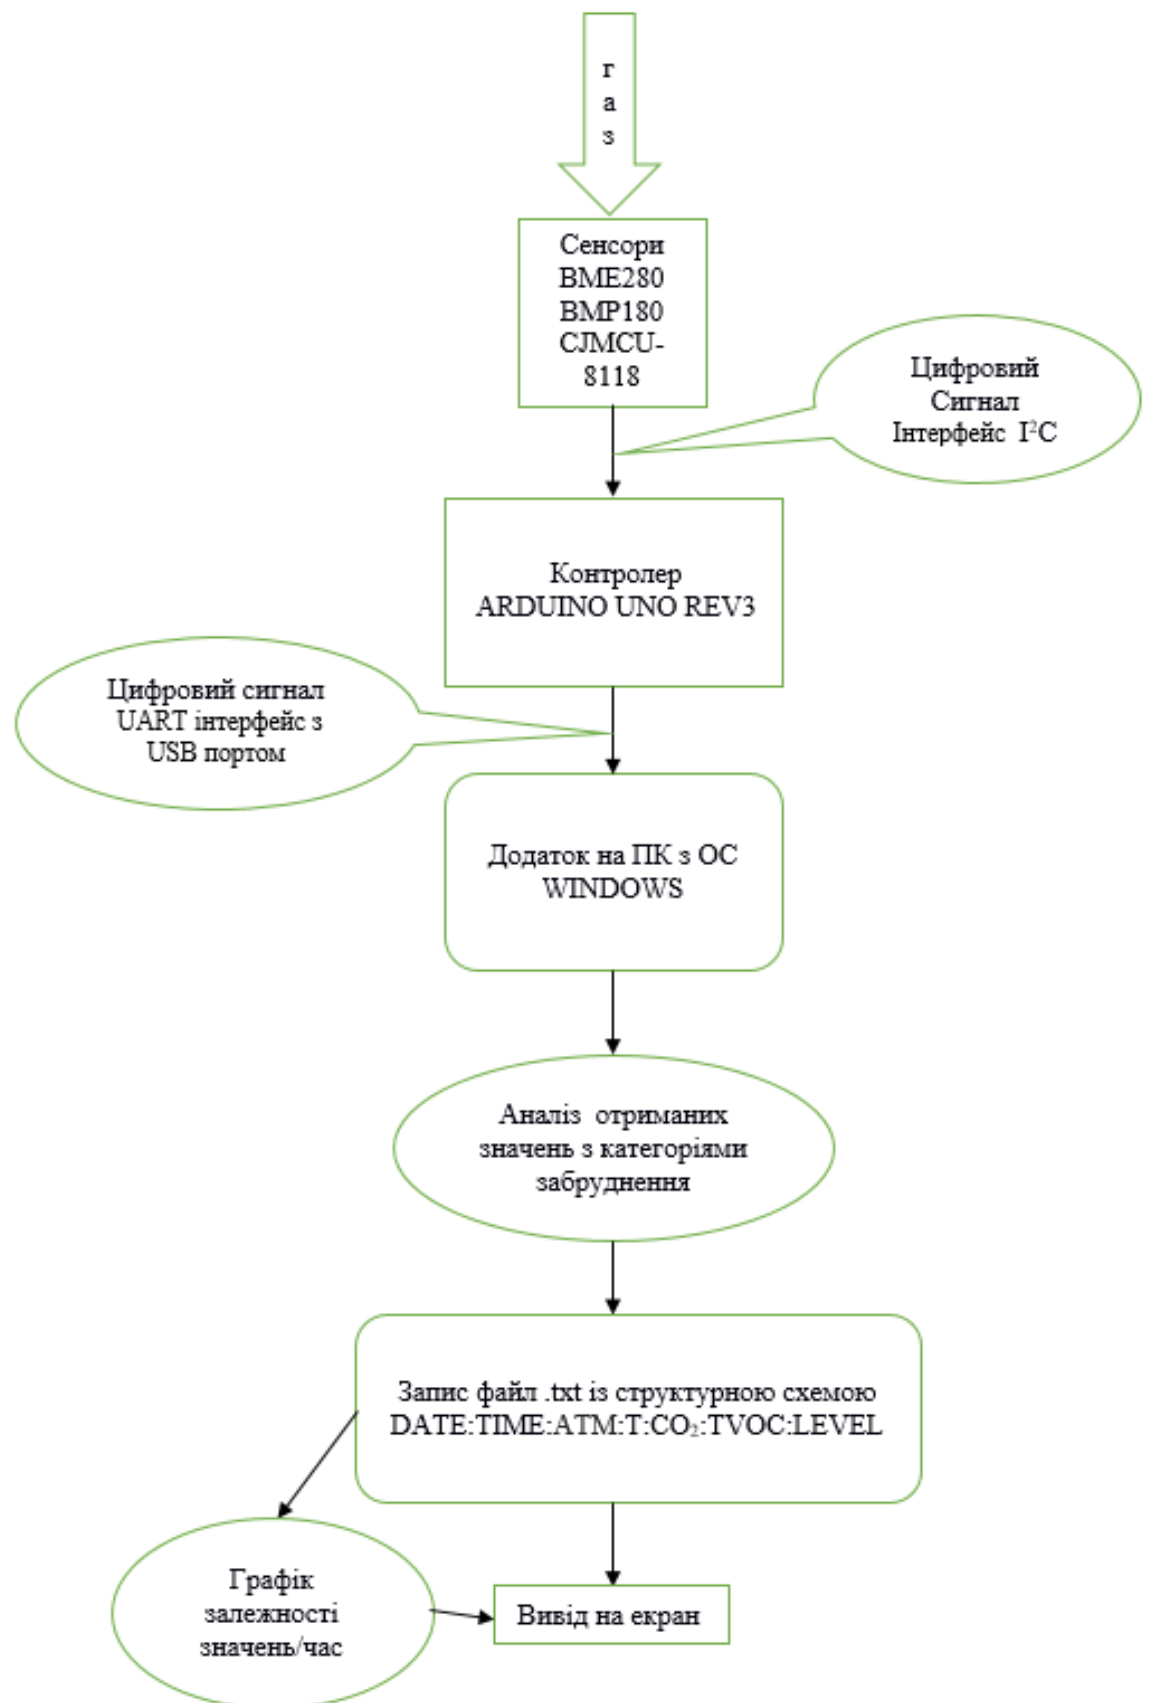 г
а
з
Сенсори
BME280
BMP180
CJMCU-
8118
Цифровий
Сигнал
Інтерфейс I²C
Контролер
ARDUINO UNO REV3
Цифровий сигнал
UART інтерфейс з
USB портом
Додаток на ПК з ОС
WINDOWS
Аналіз отриманих
значень з категоріями
забруднення
Запис файл .txt із структурною схемою
DATE:TIME:ATM:T:CO₂:TVOC:LEVEL
Графік
залежності
значень/час
Вивід на екран